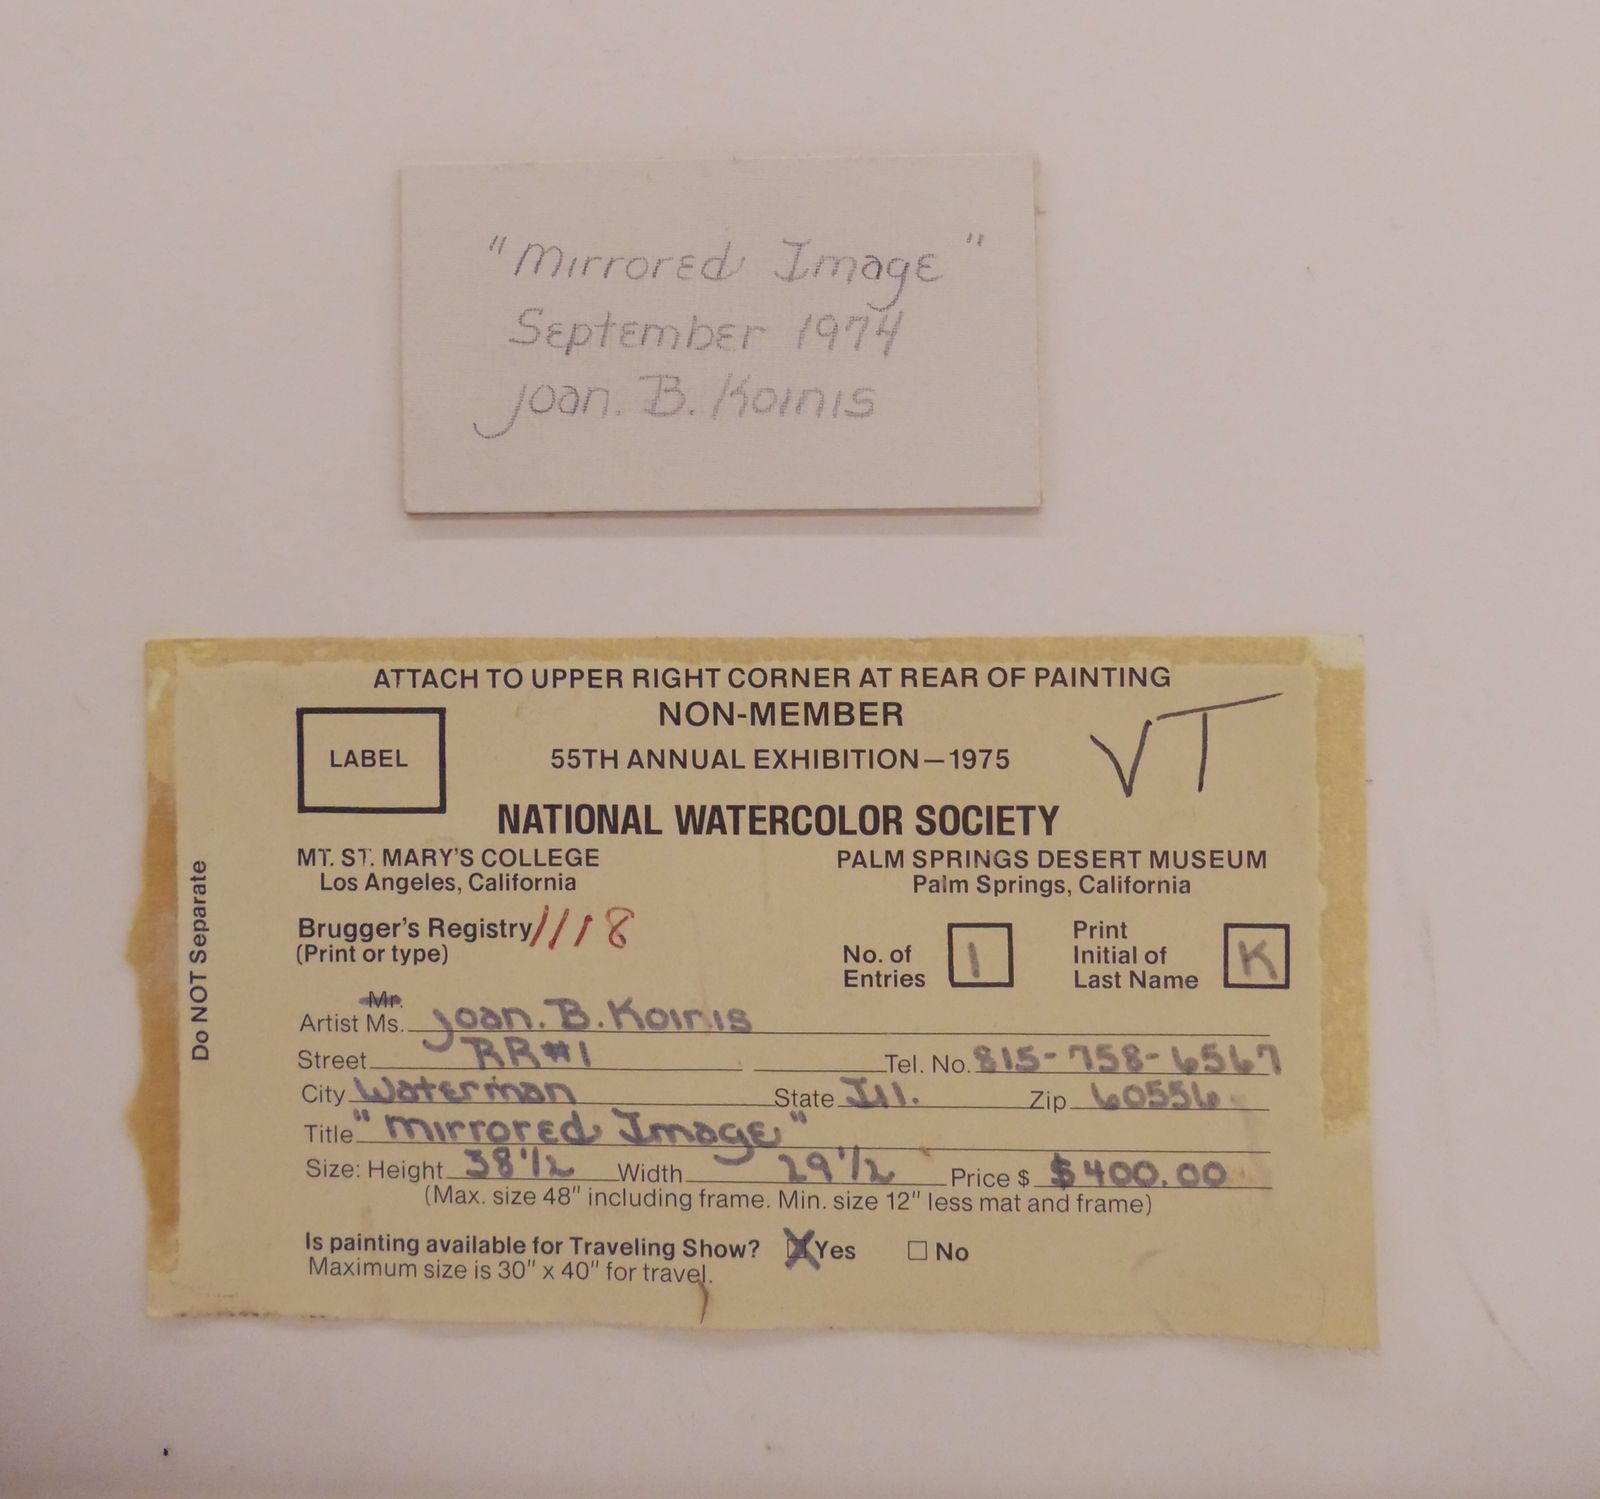 "Mirrored Image"
September 1974
Joan. B. Koinis
ATTACH TO UPPER RIGHT CORNER AT REAR OF PAINTING
NON-MEMBER
LABEL
55TH ANNUAL EXHIBITION—1975
√T
NATIONAL WATERCOLOR SOCIETY
MT. ST. MARY'S COLLEGE
Los Angeles, California
PALM SPRINGS DESERT MUSEUM
Palm Springs, California
Do NOT Separate
Brugger's Registry 1118
(Print or type)
No. of
Entries
1
Print
Initial of
Last Name
K
Mr.
Artist Ms. Joan. B. Koinis
Street RR#1 Tel. No. 815-758-6567
City Waterman State Ill. Zip 60556
Title "Mirrored Image"
Size: Height 38 1/2 Width 29 1/2 Price $ $400.00
(Max. size 48" including frame. Min. size 12" less mat and frame)
Is painting available for Traveling Show? X Yes □ No
Maximum size is 30" x 40" for travel.